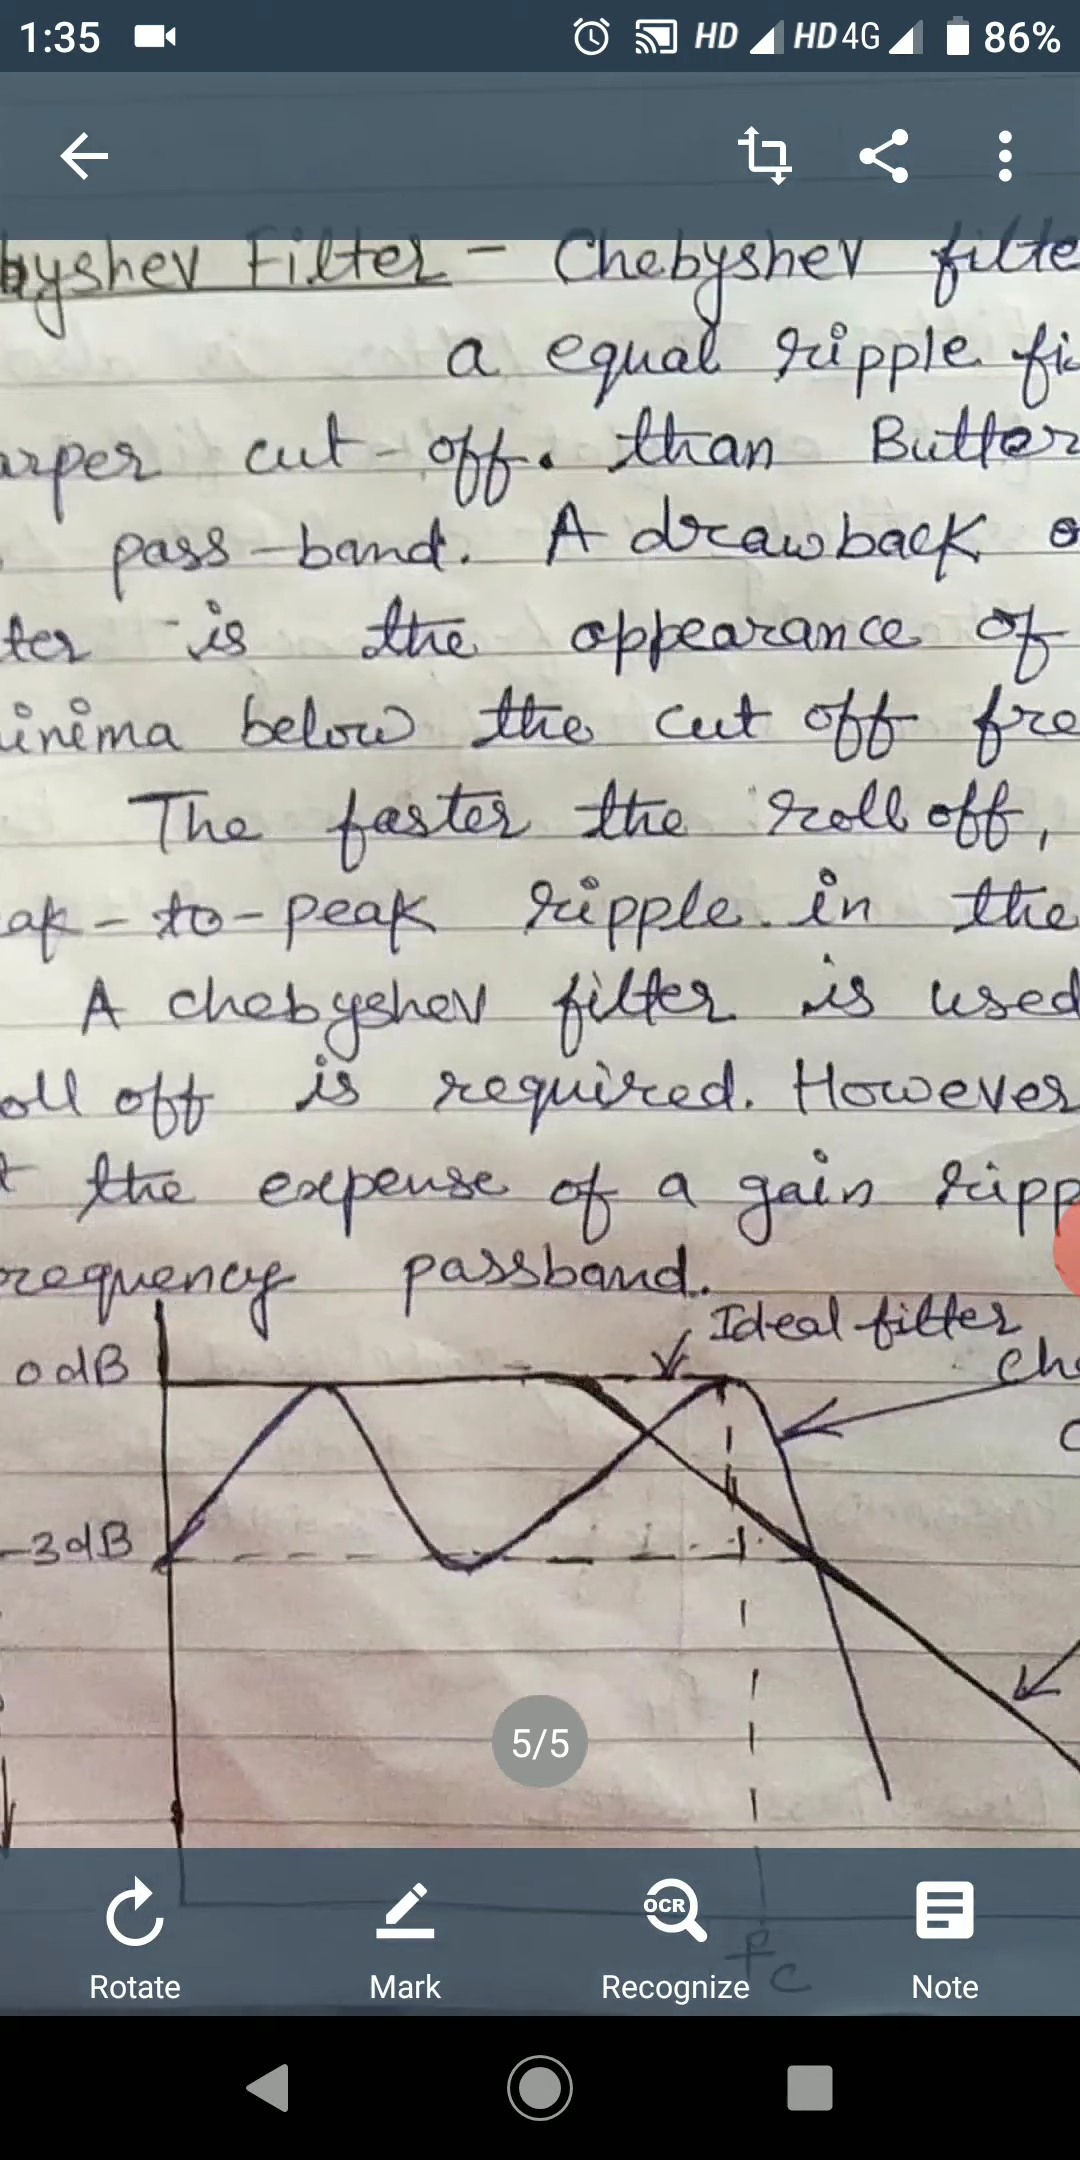 1:35 HD HD 4G 86%
byshev Filter - Chebyshev filte
a equal ripple fi
arper cut-off. than Butter
pass-band. A drawback o
ter is the appearance of
inima below the cut off fre
The faster the roll off,
eak-to-peak ripple in the
A chebyshev filter is used
oll off is required. However
t the expense of a gain ripp
requency passband.
Ideal filter
0dB
Che
C
-3dB
5/5
fc
Rotate Mark OCR Recognize Note